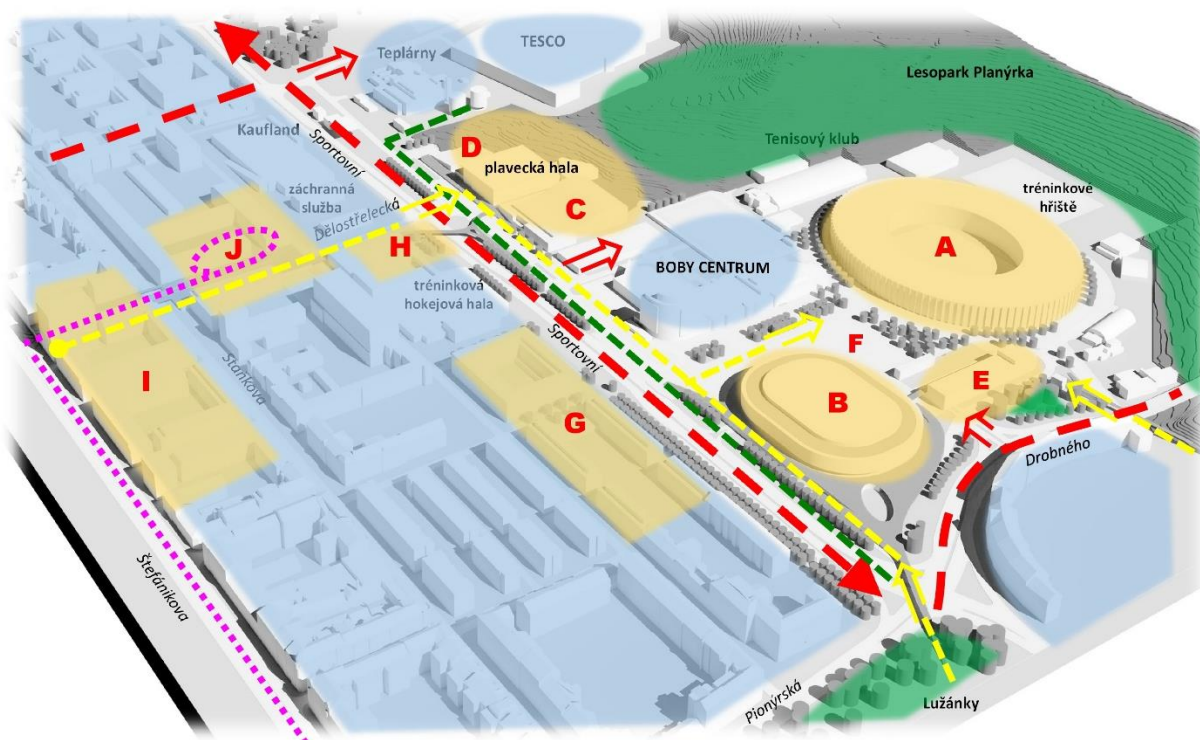 TESCO
Teplárny
Lesopark Planýrka
Kaufland
Sportovní
Tenisový klub
D
plavecká hala
záchranná
služba
Dělostřelecká
C
tréninkové
hřiště
J
H
A
BOBY CENTRUM
tréninková
hokejová hala
Sportovní
F
I
Staňkova
E
B
G
Drobného
Štefánikova
Pionýrská
Lužánky